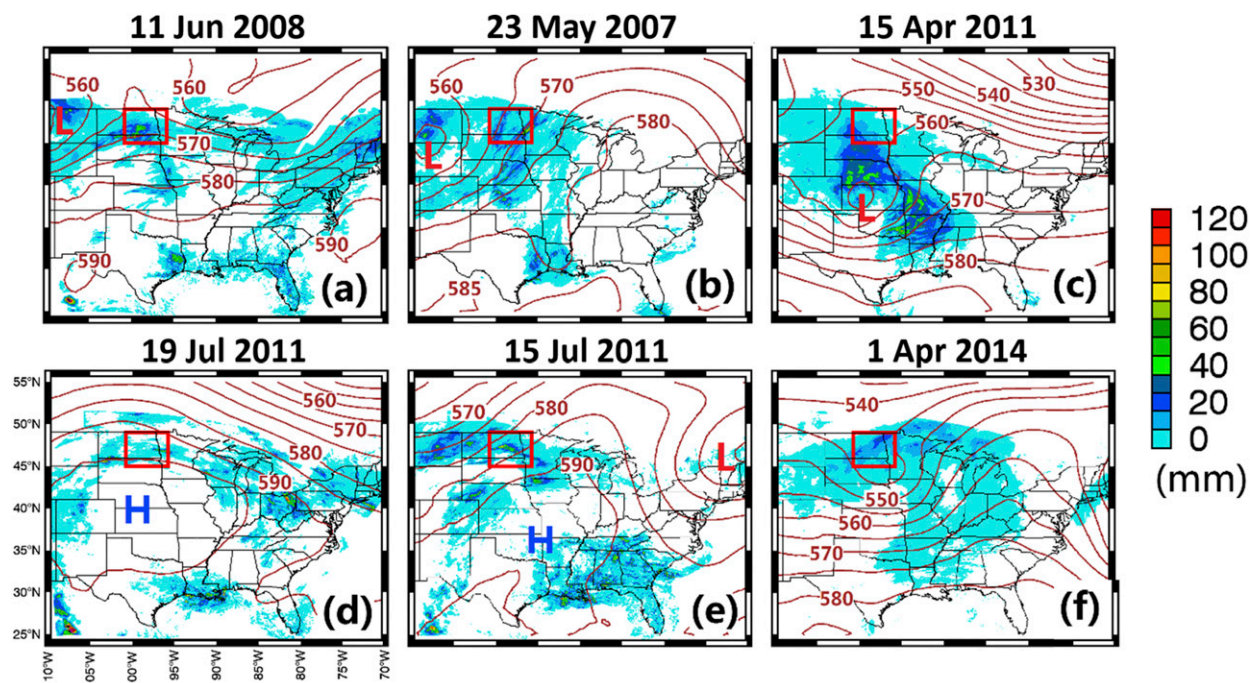 11 Jun 2008 23 May 2007 15 Apr 2011
560 560 L 570 580 590 590 (a)
560 570 580 L 585 (b)
550 530 540 560 L 570 580 (c)
120
100
80
60
40
20
0
(mm)
19 Jul 2011 15 Jul 2011 1 Apr 2014
55°N
50°N
45°N
40°N
35°N
30°N
25°N
560 570 580 590 H (d)
570 580 590 L H (e)
540 550 560 570 580 (f)
10°W 05°W 00°W 95°W 90°W 85°W 80°W 75°W 70°W